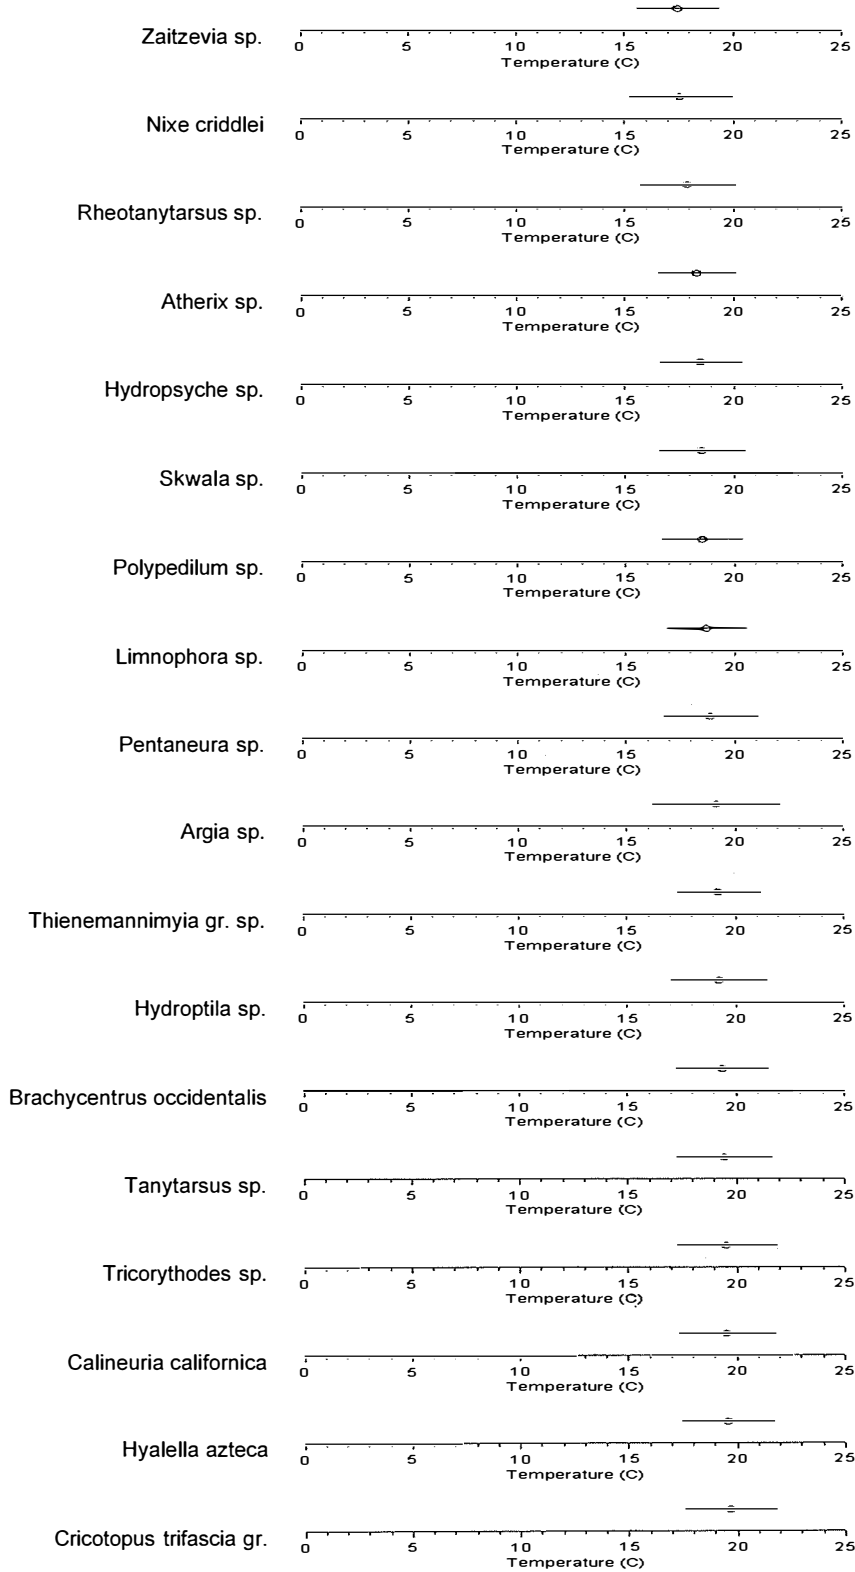 Zaitzevia sp.
0 5 10 15 20 25
Temperature (C)
Nixe criddlei
0 5 10 15 20 25
Temperature (C)
Rheotanytarsus sp.
0 5 10 15 20 25
Temperature (C)
Atherix sp.
0 5 10 15 20 25
Temperature (C)
Hydropsyche sp.
0 5 10 15 20 25
Temperature (C)
Skwala sp.
0 5 10 15 20 25
Temperature (C)
Polypedilum sp.
0 5 10 15 20 25
Temperature (C)
Limnophora sp.
0 5 10 15 20 25
Temperature (C)
Pentaneura sp.
0 5 10 15 20 25
Temperature (C)
Argia sp.
0 5 10 15 20 25
Temperature (C)
Thienemannimyia gr. sp.
0 5 10 15 20 25
Temperature (C)
Hydroptila sp.
0 5 10 15 20 25
Temperature (C)
Brachycentrus occidentalis
0 5 10 15 20 25
Temperature (C)
Tanytarsus sp.
0 5 10 15 20 25
Temperature (C)
Tricorythodes sp.
0 5 10 15 20 25
Temperature (C)
Calineuria californica
0 5 10 15 20 25
Temperature (C)
Hyalella azteca
0 5 10 15 20 25
Temperature (C)
Cricotopus trifascia gr.
0 5 10 15 20 25
Temperature (C)